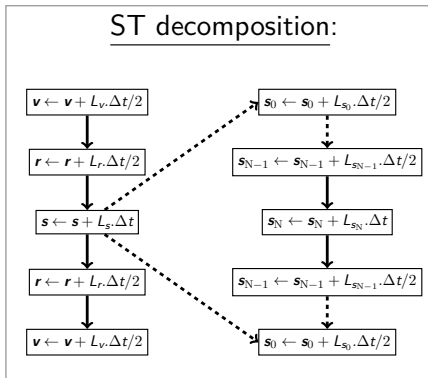 ST decomposition:
v ← v + L_v.Δt/2
r ← r + L_r.Δt/2
s ← s + L_s.Δt
r ← r + L_r.Δt/2
v ← v + L_v.Δt/2
s_0 ← s_0 + L_{s_0}.Δt/2
s_{N−1} ← s_{N−1} + L_{s_{N−1}}.Δt/2
s_N ← s_N + L_{s_N}.Δt
s_{N−1} ← s_{N−1} + L_{s_{N−1}}.Δt/2
s_0 ← s_0 + L_{s_0}.Δt/2